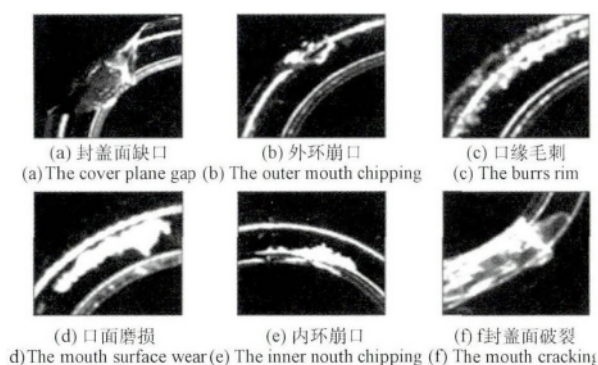 (a) 封盖面缺口 (b) 外环崩口 (c) 口缘毛刺
(a)The cover plane gap (b) The outer mouth chipping (c) The burrs rim
(d) 口面磨损 (e) 内环崩口 (f) f封盖面破裂
d)The mouth surface wear (e) The inner nouth chipping (f) The mouth cracking